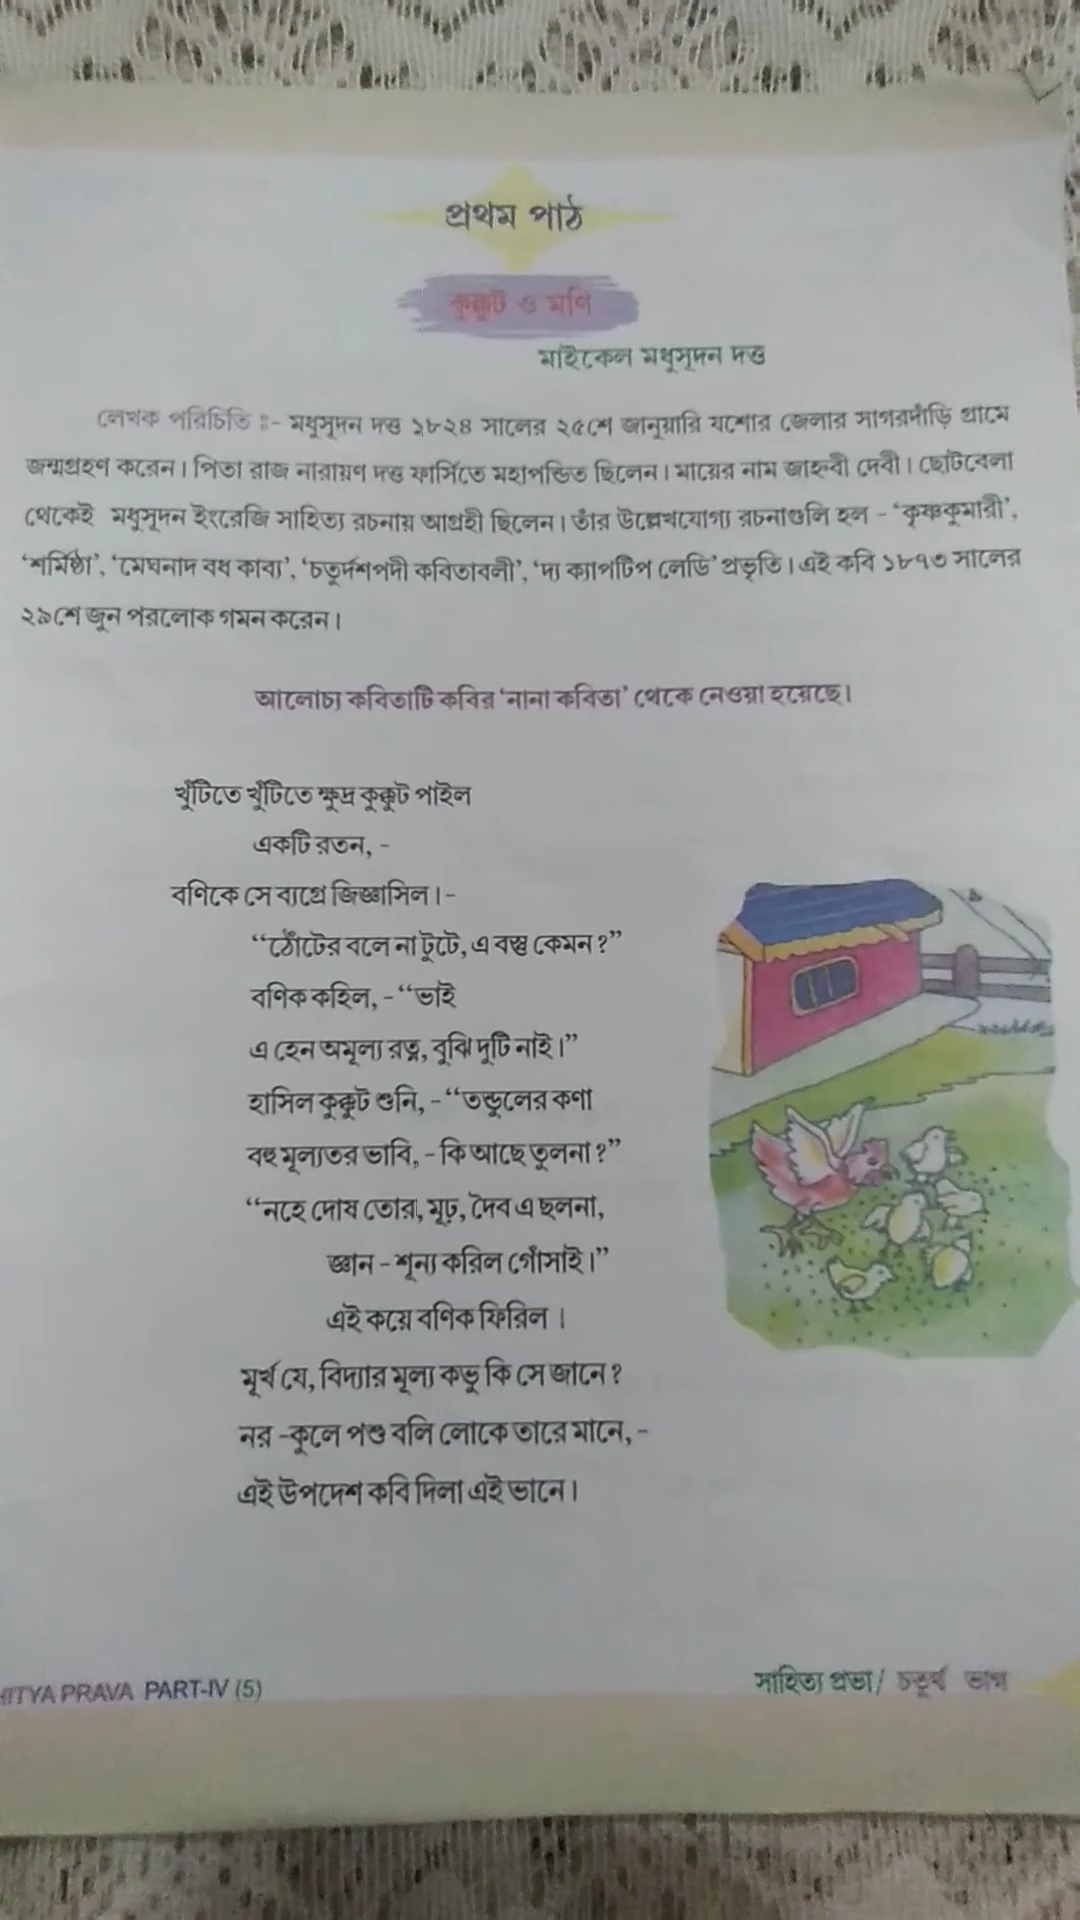 প্রথম পাঠ
কুক্কুট ও মণি
মাইকেল মধুসূদন দত্ত
লেখক পরিচিতি ঃ- মধুসূদন দত্ত ১৮২৪ সালের ২৫শে জানুয়ারি যশোর জেলার সাগরদাঁড়ি গ্রামে
জন্মগ্রহণ করেন। পিতা রাজ নারায়ণ দত্ত ফার্সিতে মহাপন্ডিত ছিলেন। মায়ের নাম জাহ্নবী দেবী। ছোটবেলা
থেকেই মধুসূদন ইংরেজি সাহিত্য রচনায় আগ্রহী ছিলেন। তাঁর উল্লেখযোগ্য রচনাগুলি হল - ‘কৃষ্ণকুমারী’,
‘শর্মিষ্ঠা’, ‘মেঘনাদ বধ কাব্য’, ‘চতুর্দশপদী কবিতাবলী’, ‘দ্য ক্যাপটিপ লেডি’ প্রভৃতি। এই কবি ১৮৭৩ সালের
২৯শে জুন পরলোক গমন করেন।
আলোচ্য কবিতাটি কবির ‘নানা কবিতা’ থেকে নেওয়া হয়েছে।
খুঁটিতে খুঁটিতে ক্ষুদ্র কুক্কুট পাইল
একটি রতন, -
বণিকে সে ব্যগ্রে জিজ্ঞাসিল।-
“ঠোঁটের বলে না টুটে, এ বস্তু কেমন ?”
বণিক কহিল, - “ভাই
এ হেন অমূল্য রত্ন, বুঝি দুটি নাই।”
হাসিল কুক্কুট শুনি, - “তন্ডুলের কণা
বহু মূল্যতর ভাবি, - কি আছে তুলনা ?”
“নহে দোষ তোর, মূঢ়, দৈব এ ছলনা,
জ্ঞান - শূন্য করিল গোঁসাই।”
এই কয়ে বণিক ফিরিল ।
মূর্খ যে, বিদ্যার মূল্য কভু কি সে জানে ?
নর -কুলে পশু বলি লোকে তারে মানে, -
এই উপদেশ কবি দিলা এই ভানে।
HITYA PRAVA PART-IV (5)
সাহিত্য প্রভা / চতুর্থ ভাগ